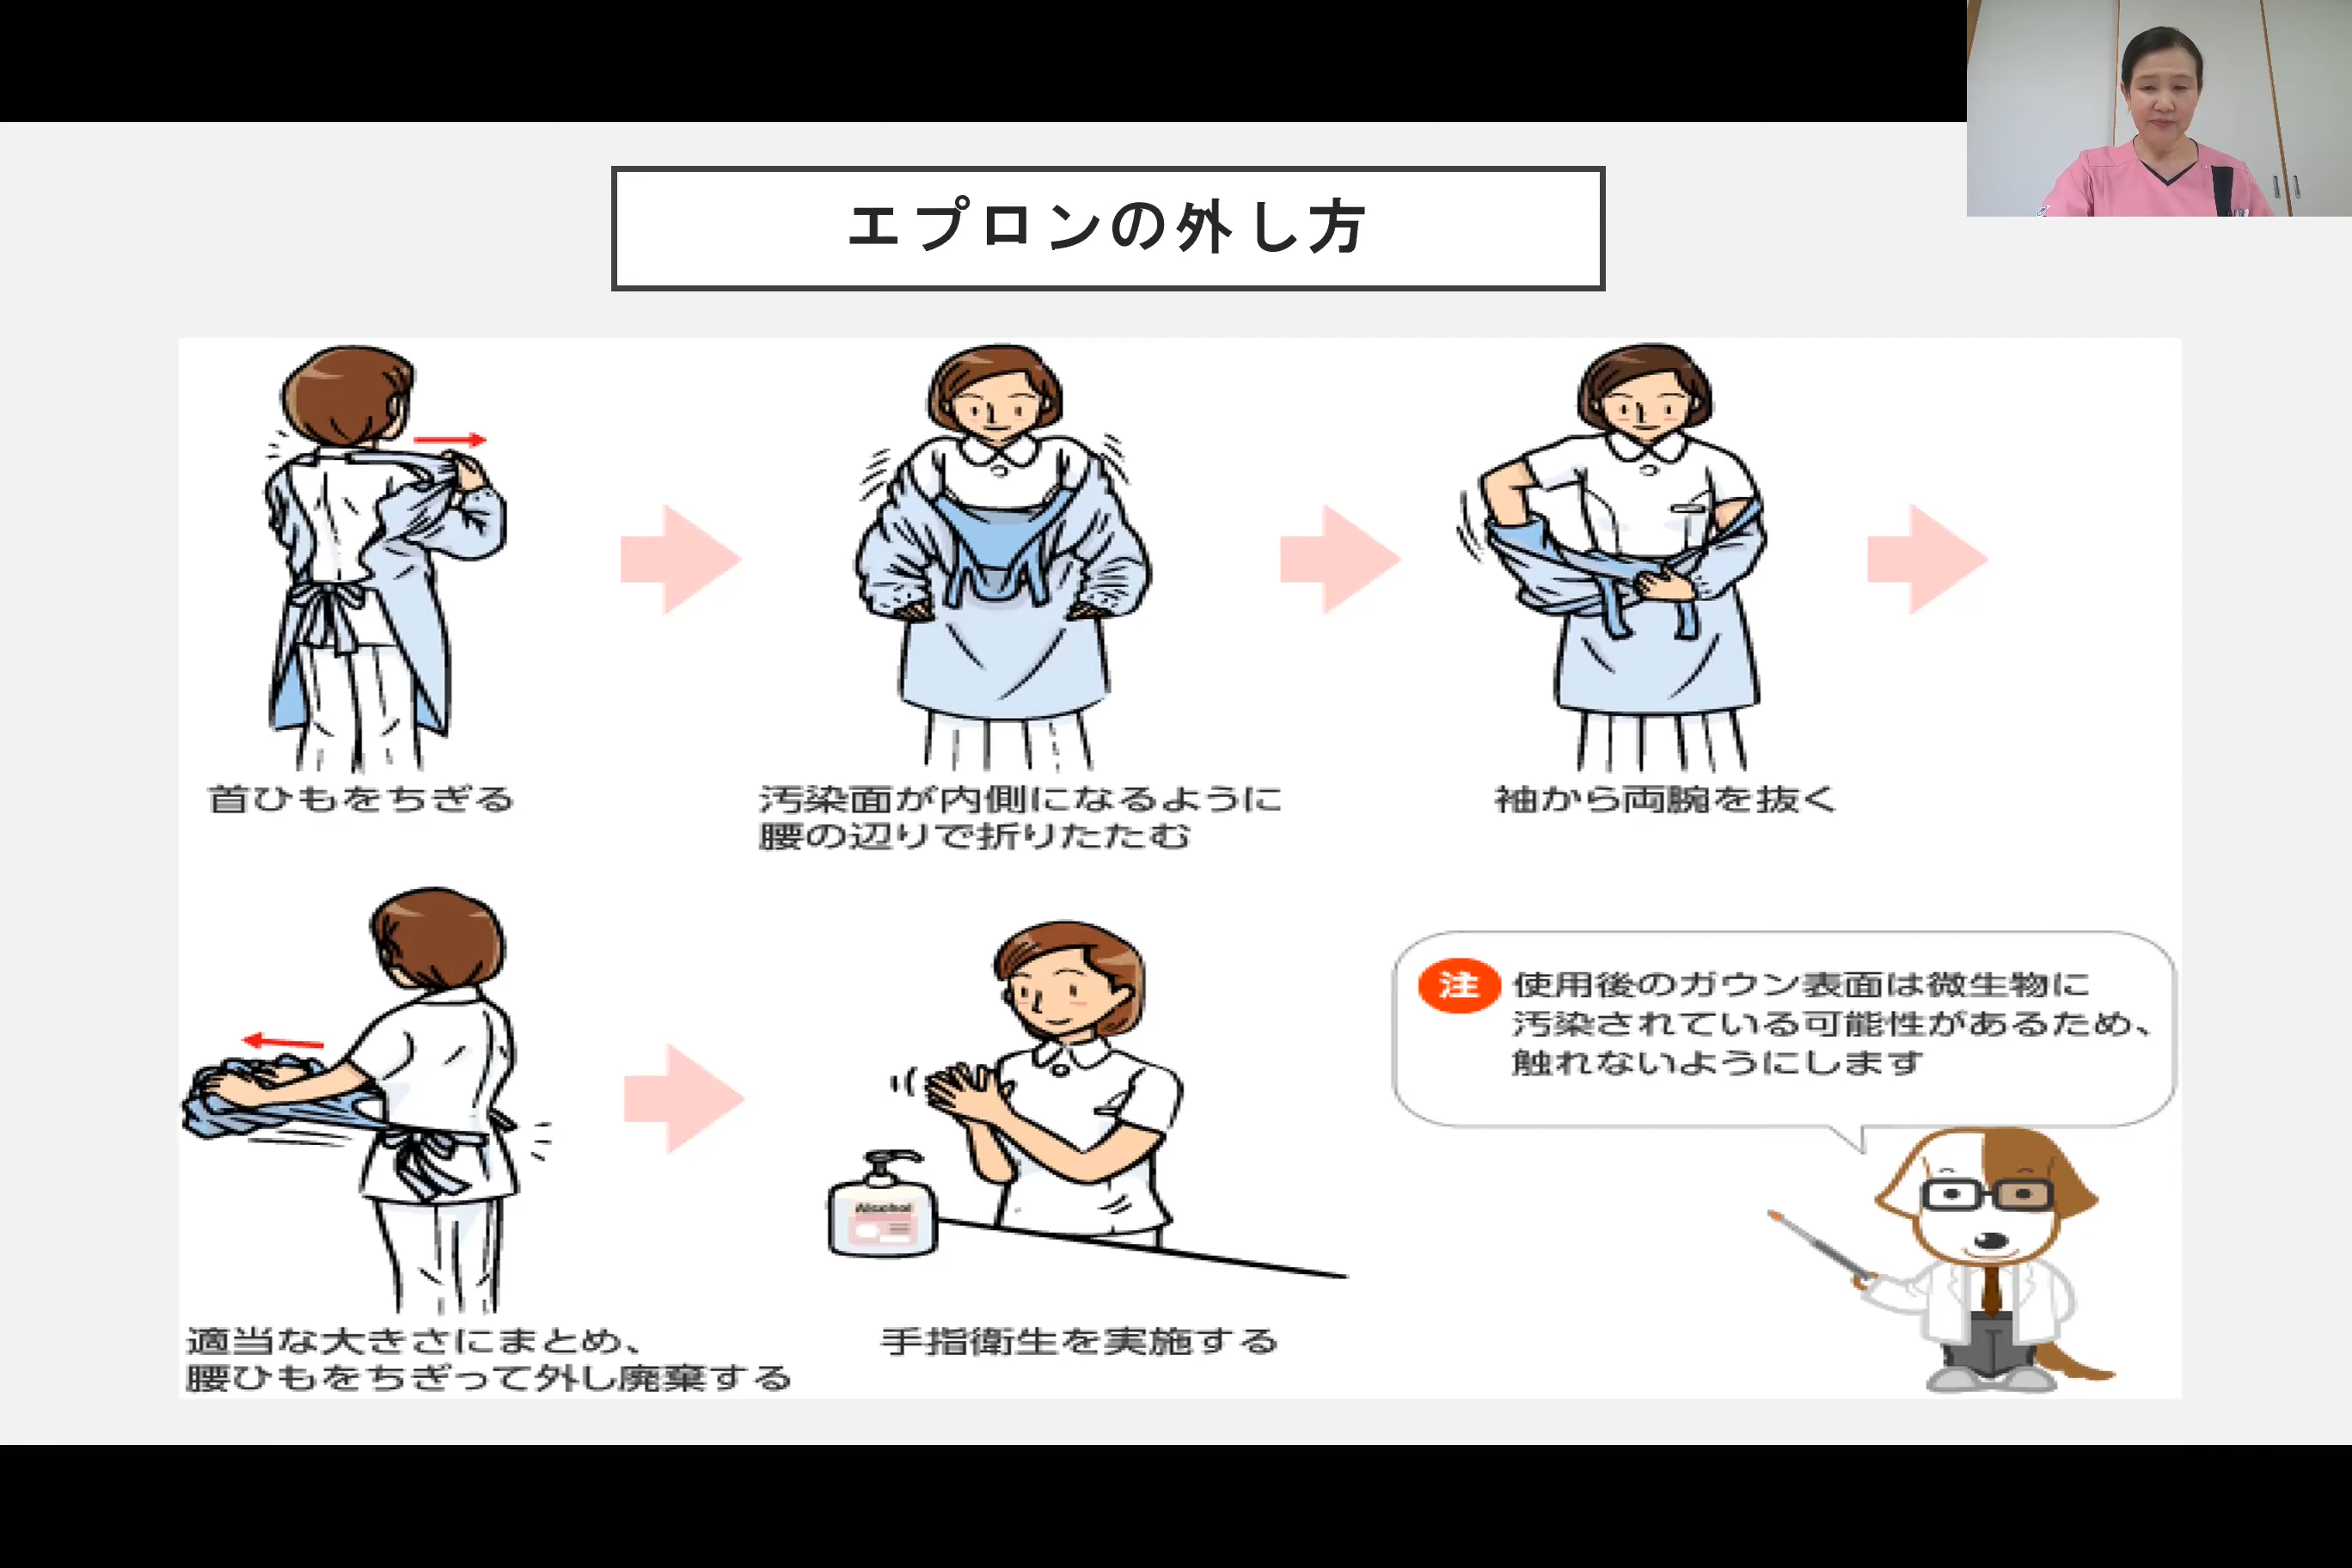 エプロンの外し方
首ひもをちぎる
汚染面が内側になるように
腰の辺りで折りたたむ
袖から両腕を抜く
適当な大きさにまとめ、
腰ひもをちぎって外し廃棄する
Alcohol
手指衛生を実施する
注 使用後のガウン表面は微生物に
汚染されている可能性があるため、
触れないようにします